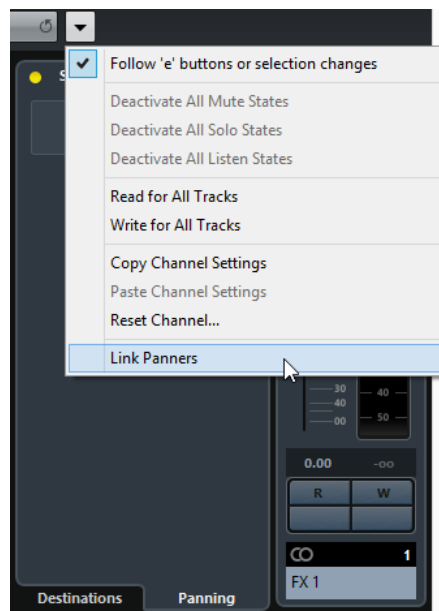 S
Follow 'e' buttons or selection changes
Deactivate All Mute States
Deactivate All Solo States
Deactivate All Listen States
Read for All Tracks
Write for All Tracks
Copy Channel Settings
Paste Channel Settings
Reset Channel...
Link Panners
30
40
40
00
50
0.00 -oo
R W
1
FX 1
Destinations Panning